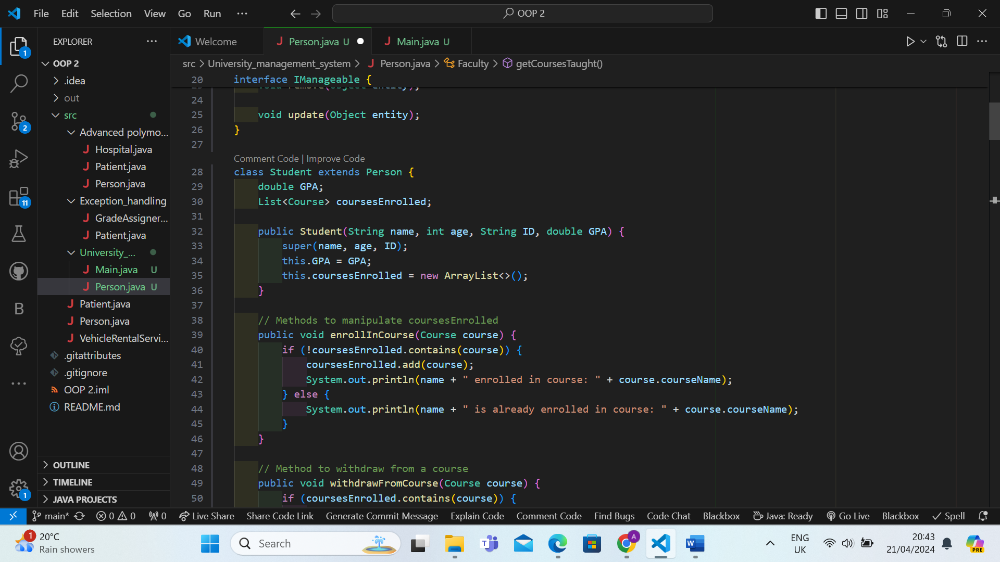 File Edit Selection View Go Run ··· OOP 2
EXPLORER ···
Welcome
Person.java U
Main.java U
OOP 2
src > University_management_system > J Person.java > Faculty > getCoursesTaught()
.idea
out
src
Advanced polymo...
J Hospital.java
J Patient.java
J Person.java
Exception_handling
J GradeAssigner...
J Patient.java
University_...
J Main.java U
J Person.java U
J Patient.java
J Person.java
J VehicleRentalServi...
.gitattributes
.gitignore
OOP 2.iml
README.md
OUTLINE
TIMELINE
JAVA PROJECTS
1
2
11
B
1
20 interface IManageable {
void remove(Object entity);
24
25 void update(Object entity);
26 }
27
Comment Code | Improve Code
28 class Student extends Person {
29 double GPA;
30 List<Course> coursesEnrolled;
31
32 public Student(String name, int age, String ID, double GPA) {
33 super(name, age, ID);
34 this.GPA = GPA;
35 this.coursesEnrolled = new ArrayList<>();
36 }
37
38 // Methods to manipulate coursesEnrolled
39 public void enrollInCourse(Course course) {
40 if (!coursesEnrolled.contains(course)) {
41 coursesEnrolled.add(course);
42 System.out.println(name + " enrolled in course: " + course.courseName);
43 } else {
44 System.out.println(name + " is already enrolled in course: " + course.courseName);
45 }
46 }
47
48 // Method to withdraw from a course
49 public void withdrawFromCourse(Course course) {
50 if (coursesEnrolled.contains(course)) {
main* 0 0 0 Live Share Share Code Link Generate Commit Message Explain Code Comment Code Find Bugs Code Chat Blackbox Java: Ready Go Live Blackbox Spell
1 20°C
Rain showers
Search
T
A
W
ENG
UK
20:43
21/04/2024
PRE